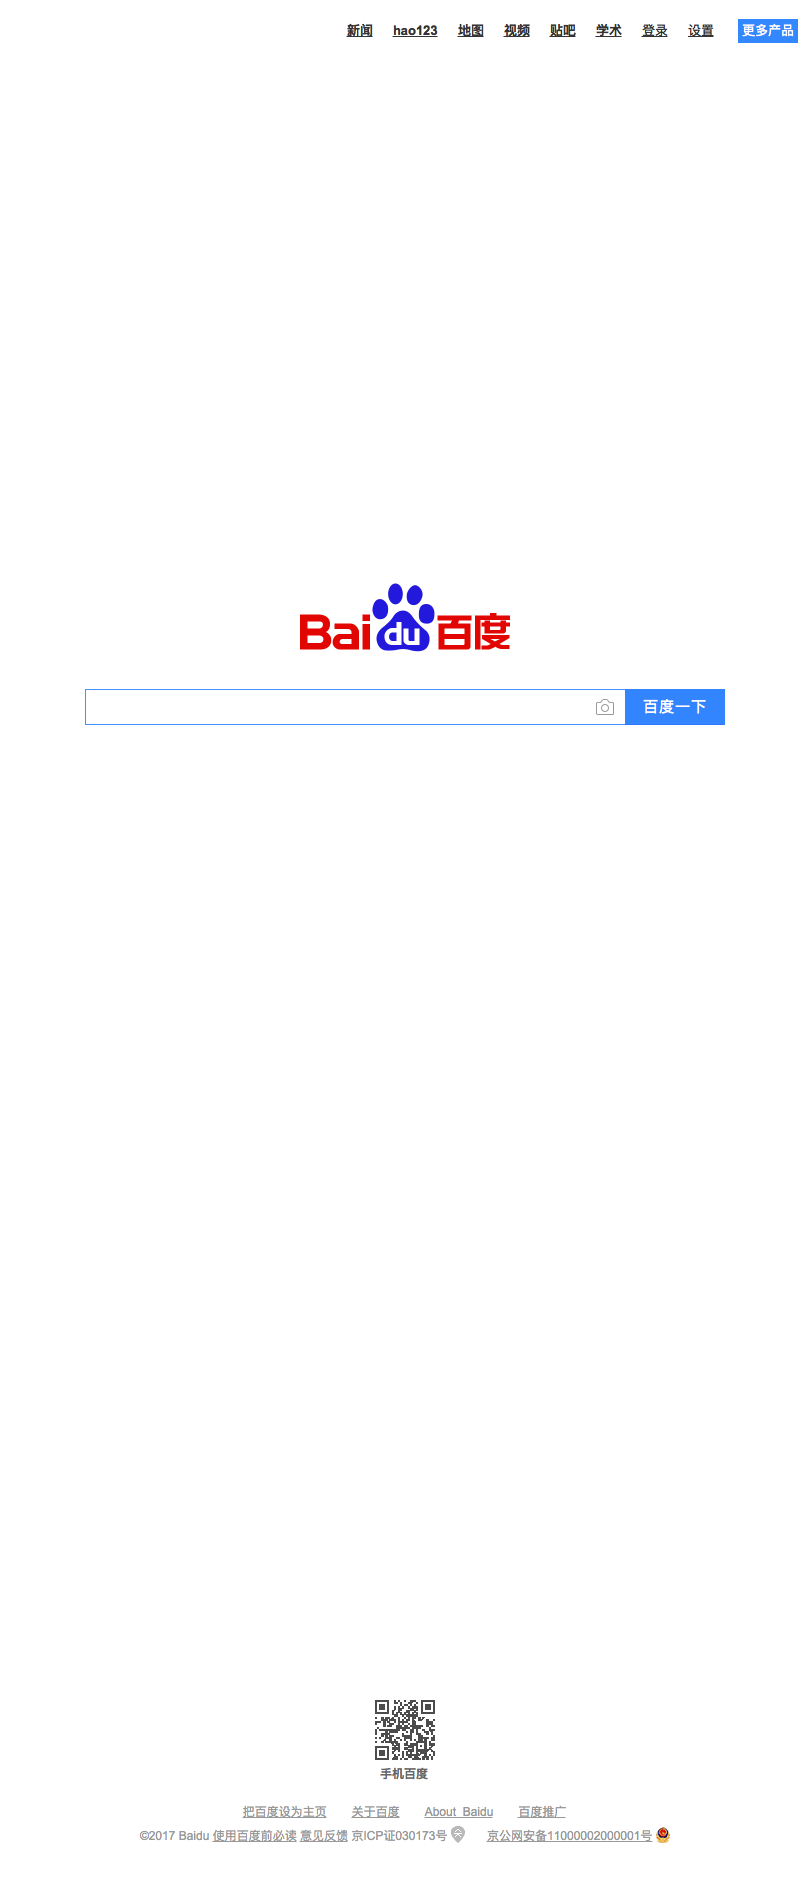 新闻 hao123 地图 视频 贴吧 学术 登录 设置 更多产品
Bai du 百度
百度一下
手机百度
把百度设为主页 关于百度 About Baidu 百度推广
©2017 Baidu 使用百度前必读 意见反馈 京ICP证030173号 京公网安备11000002000001号